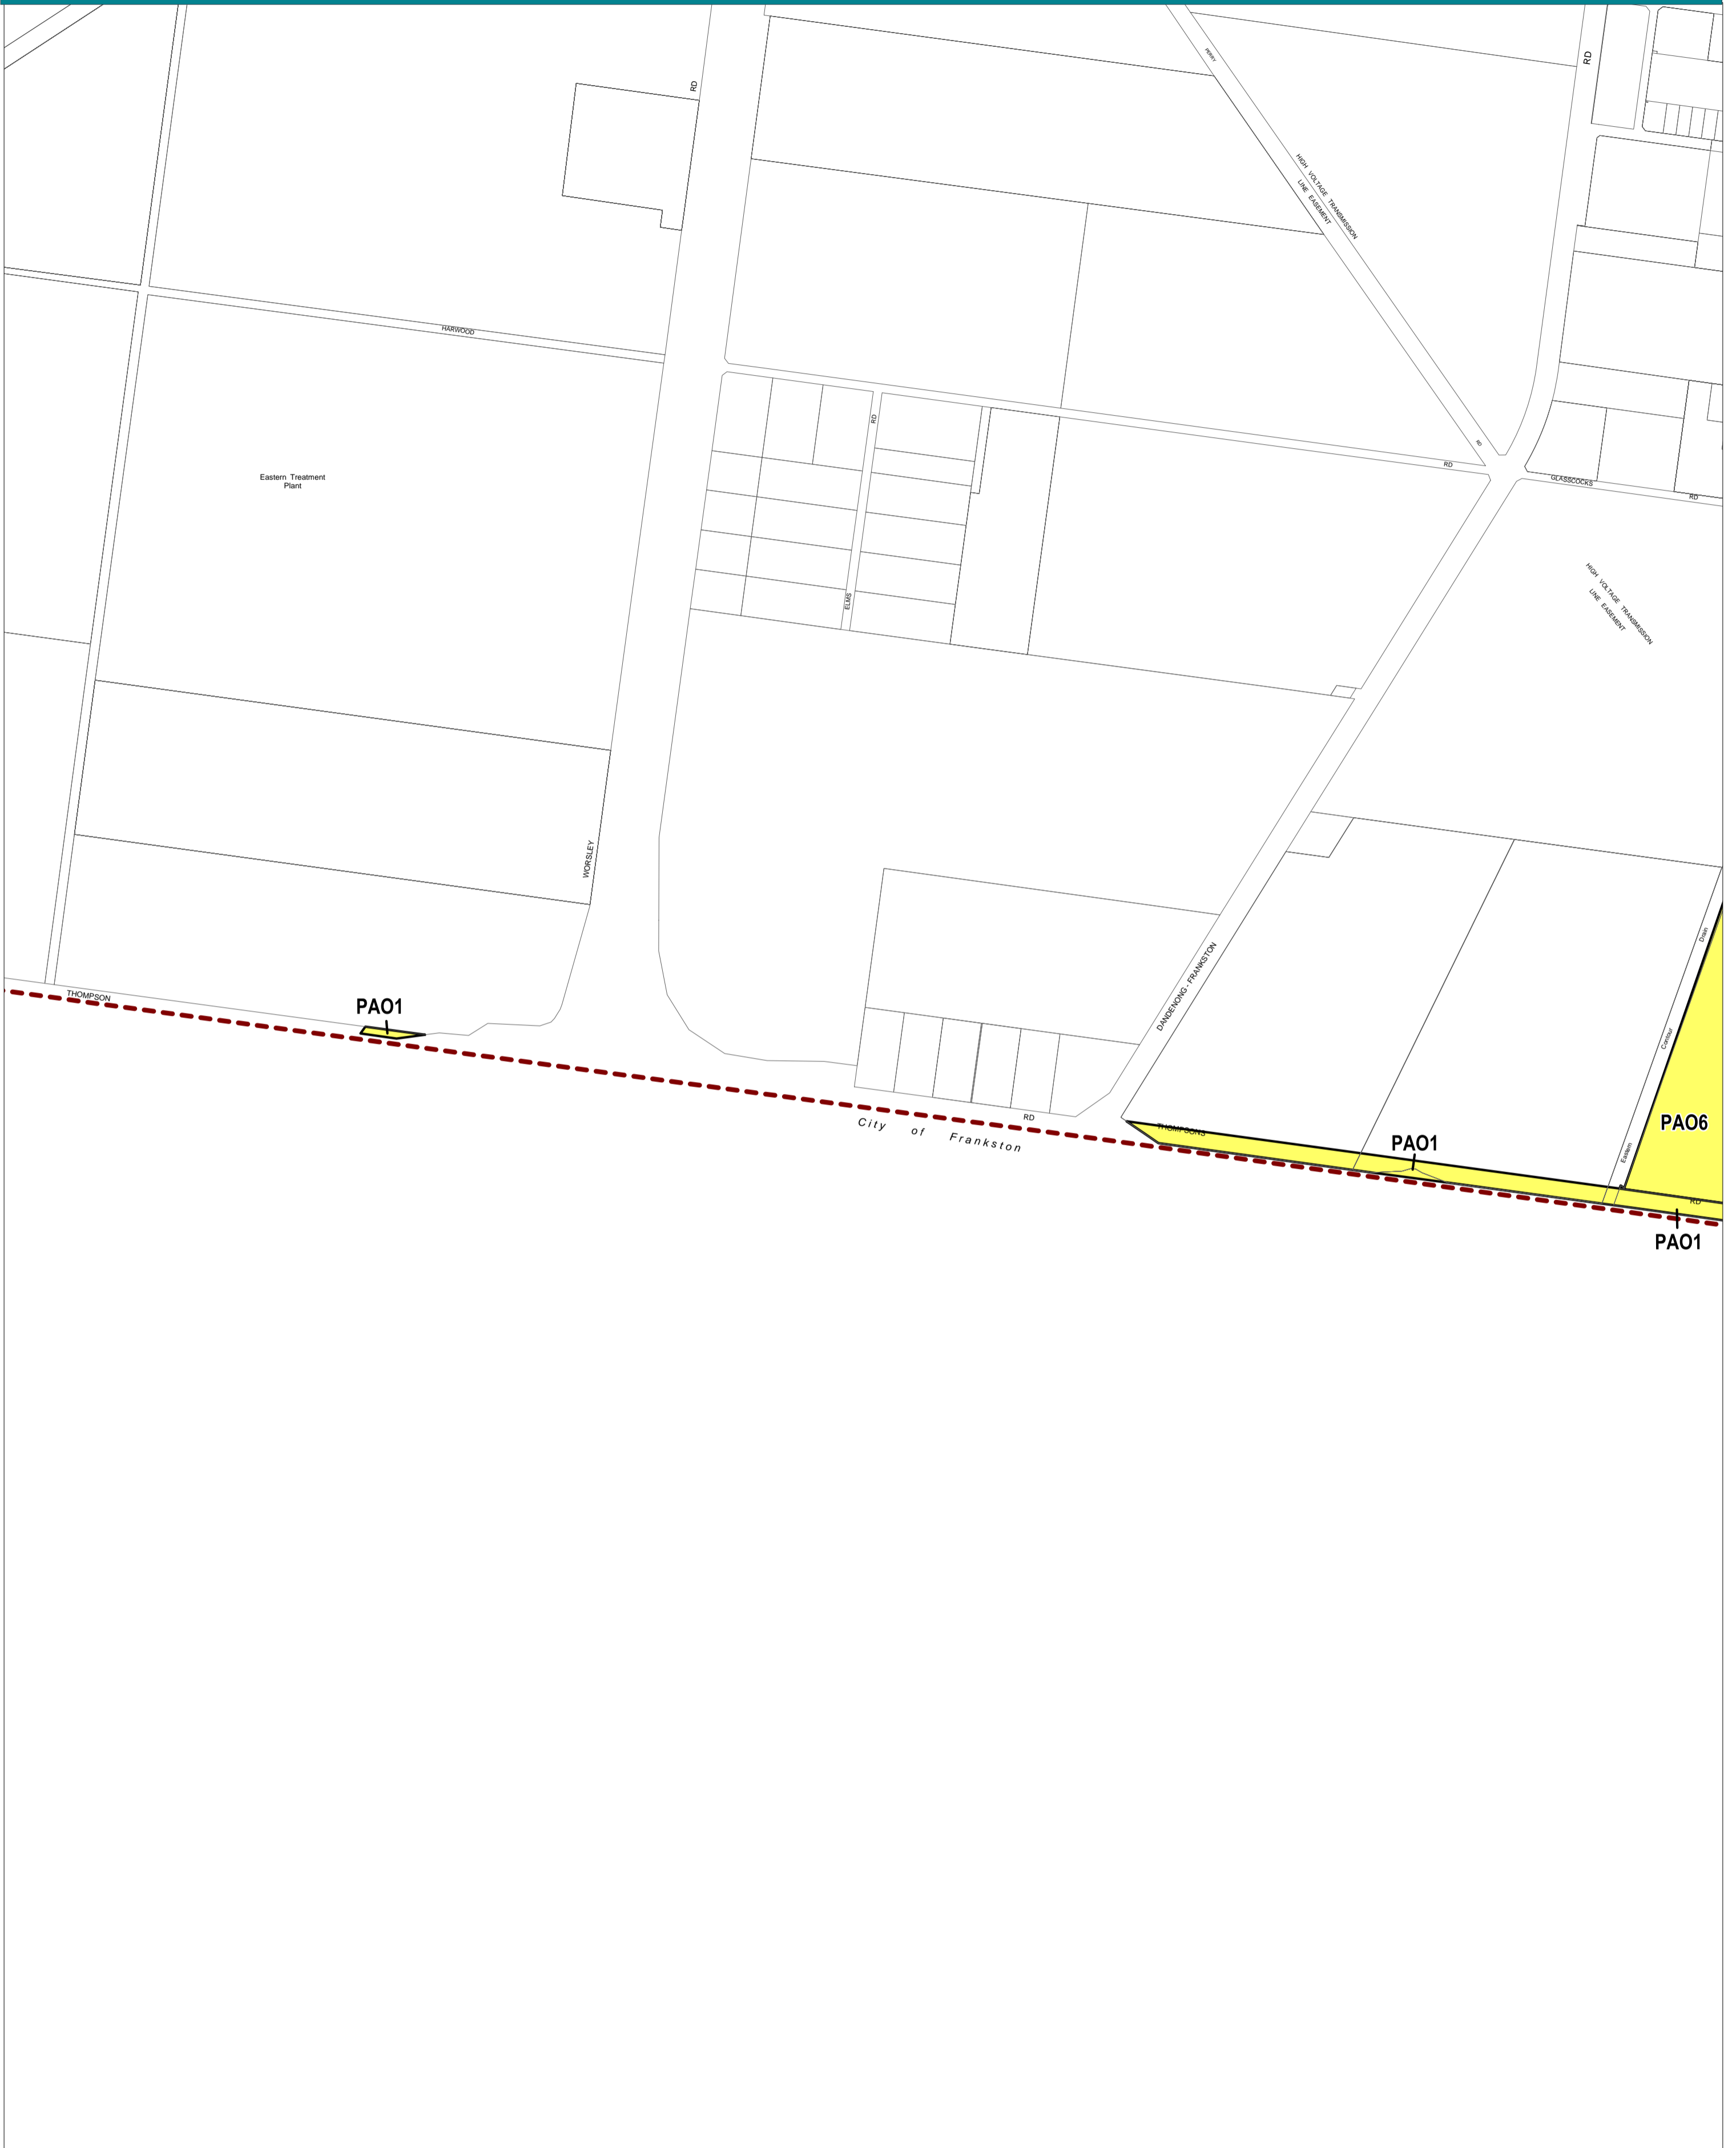 PERRY
RD
RD
HIGH VOLTAGE TRANSMISSION
LINE EASEMENT
HARWOOD
RD
RD
RD
GLASSCOCKS
RD
Eastern Treatment
Plant
HIGH VOLTAGE TRANSMISSION
LINE EASEMENT
ELMS
WORSLEY
Drain
DANDENONG - FRANKSTON
THOMPSON
PAO1
Contour
RD
City of Frankston
THOMPSONS
PAO1
PAO6
Eastern
RD
PAO1